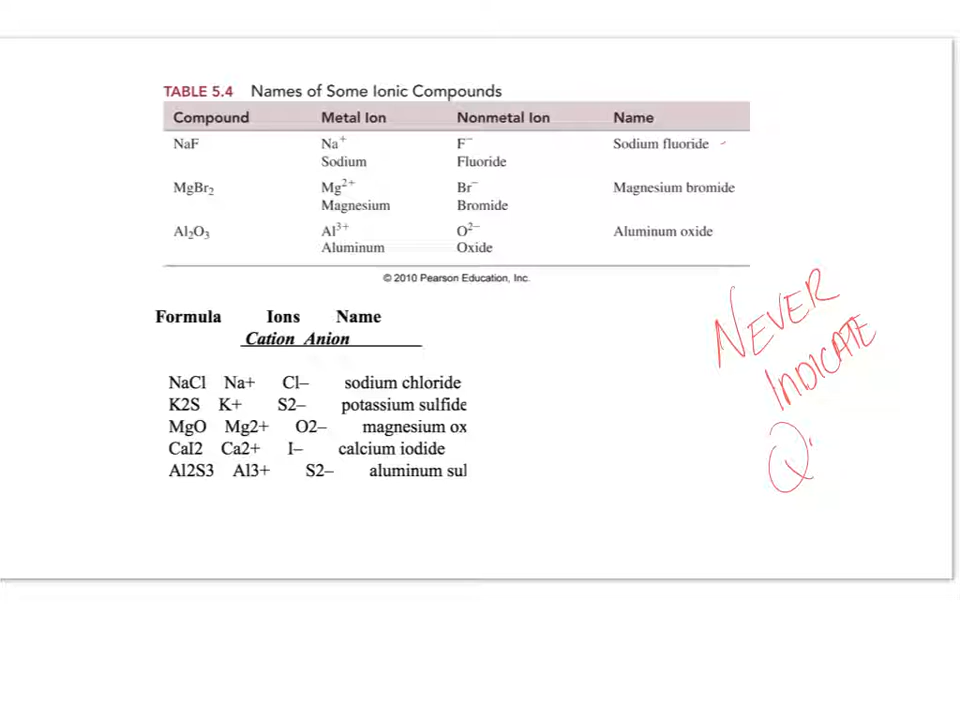 TABLE 5.4 Names of Some Ionic Compounds
Compound Metal Ion Nonmetal Ion Name
NaF Na⁺ F⁻ Sodium fluoride
Sodium Fluoride
MgBr₂ Mg²⁺ Br⁻ Magnesium bromide
Magnesium Bromide
Al₂O₃ Al³⁺ O²⁻ Aluminum oxide
Aluminum Oxide
© 2010 Pearson Education, Inc.
Formula Ions Name
Cation Anion
NaCl Na+ Cl– sodium chloride
K2S K+ S2– potassium sulfide
MgO Mg2+ O2– magnesium ox
CaI2 Ca2+ I– calcium iodide
Al2S3 Al3+ S2– aluminum sul
NEVER
INDICATE
Q